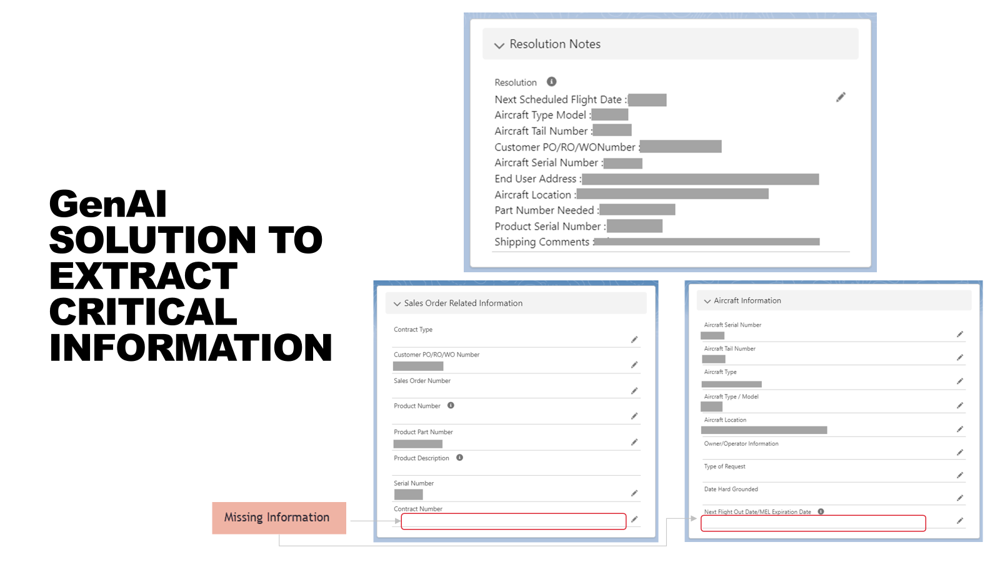 GenAI
SOLUTION TO
EXTRACT
CRITICAL
INFORMATION
Resolution Notes
Resolution
Next Scheduled Flight Date :
Aircraft Type Model :
Aircraft Tail Number :
Customer PO/RO/WONumber :
Aircraft Serial Number :
End User Address :
Aircraft Location :
Part Number Needed :
Product Serial Number :
Shipping Comments :
Sales Order Related Information
Contract Type
Customer PO/RO/WO Number
Sales Order Number
Product Number
Product Part Number
Product Description
Serial Number
Contract Number
Aircraft Information
Aircraft Serial Number
Aircraft Tail Number
Aircraft Type
Aircraft Type / Model
Aircraft Location
Owner/Operator Information
Type of Request
Date Hard Grounded
Next Flight Out Date/MEL Expiration Date
Missing Information